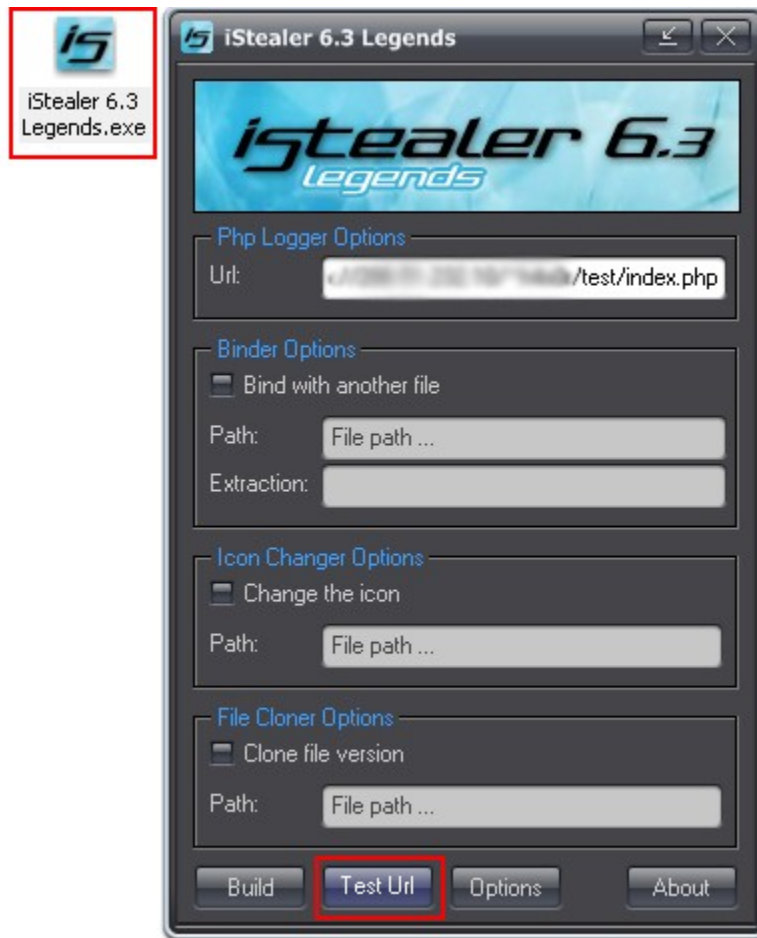 iS
iStealer 6.3
Legends.exe
iS iStealer 6.3 Legends
istealer 6.3
legends
Php Logger Options
Url: /test/index.php
Binder Options
Bind with another file
Path: File path ...
Extraction:
Icon Changer Options
Change the icon
Path: File path ...
File Cloner Options
Clone file version
Path: File path ...
Build Test Url Options About